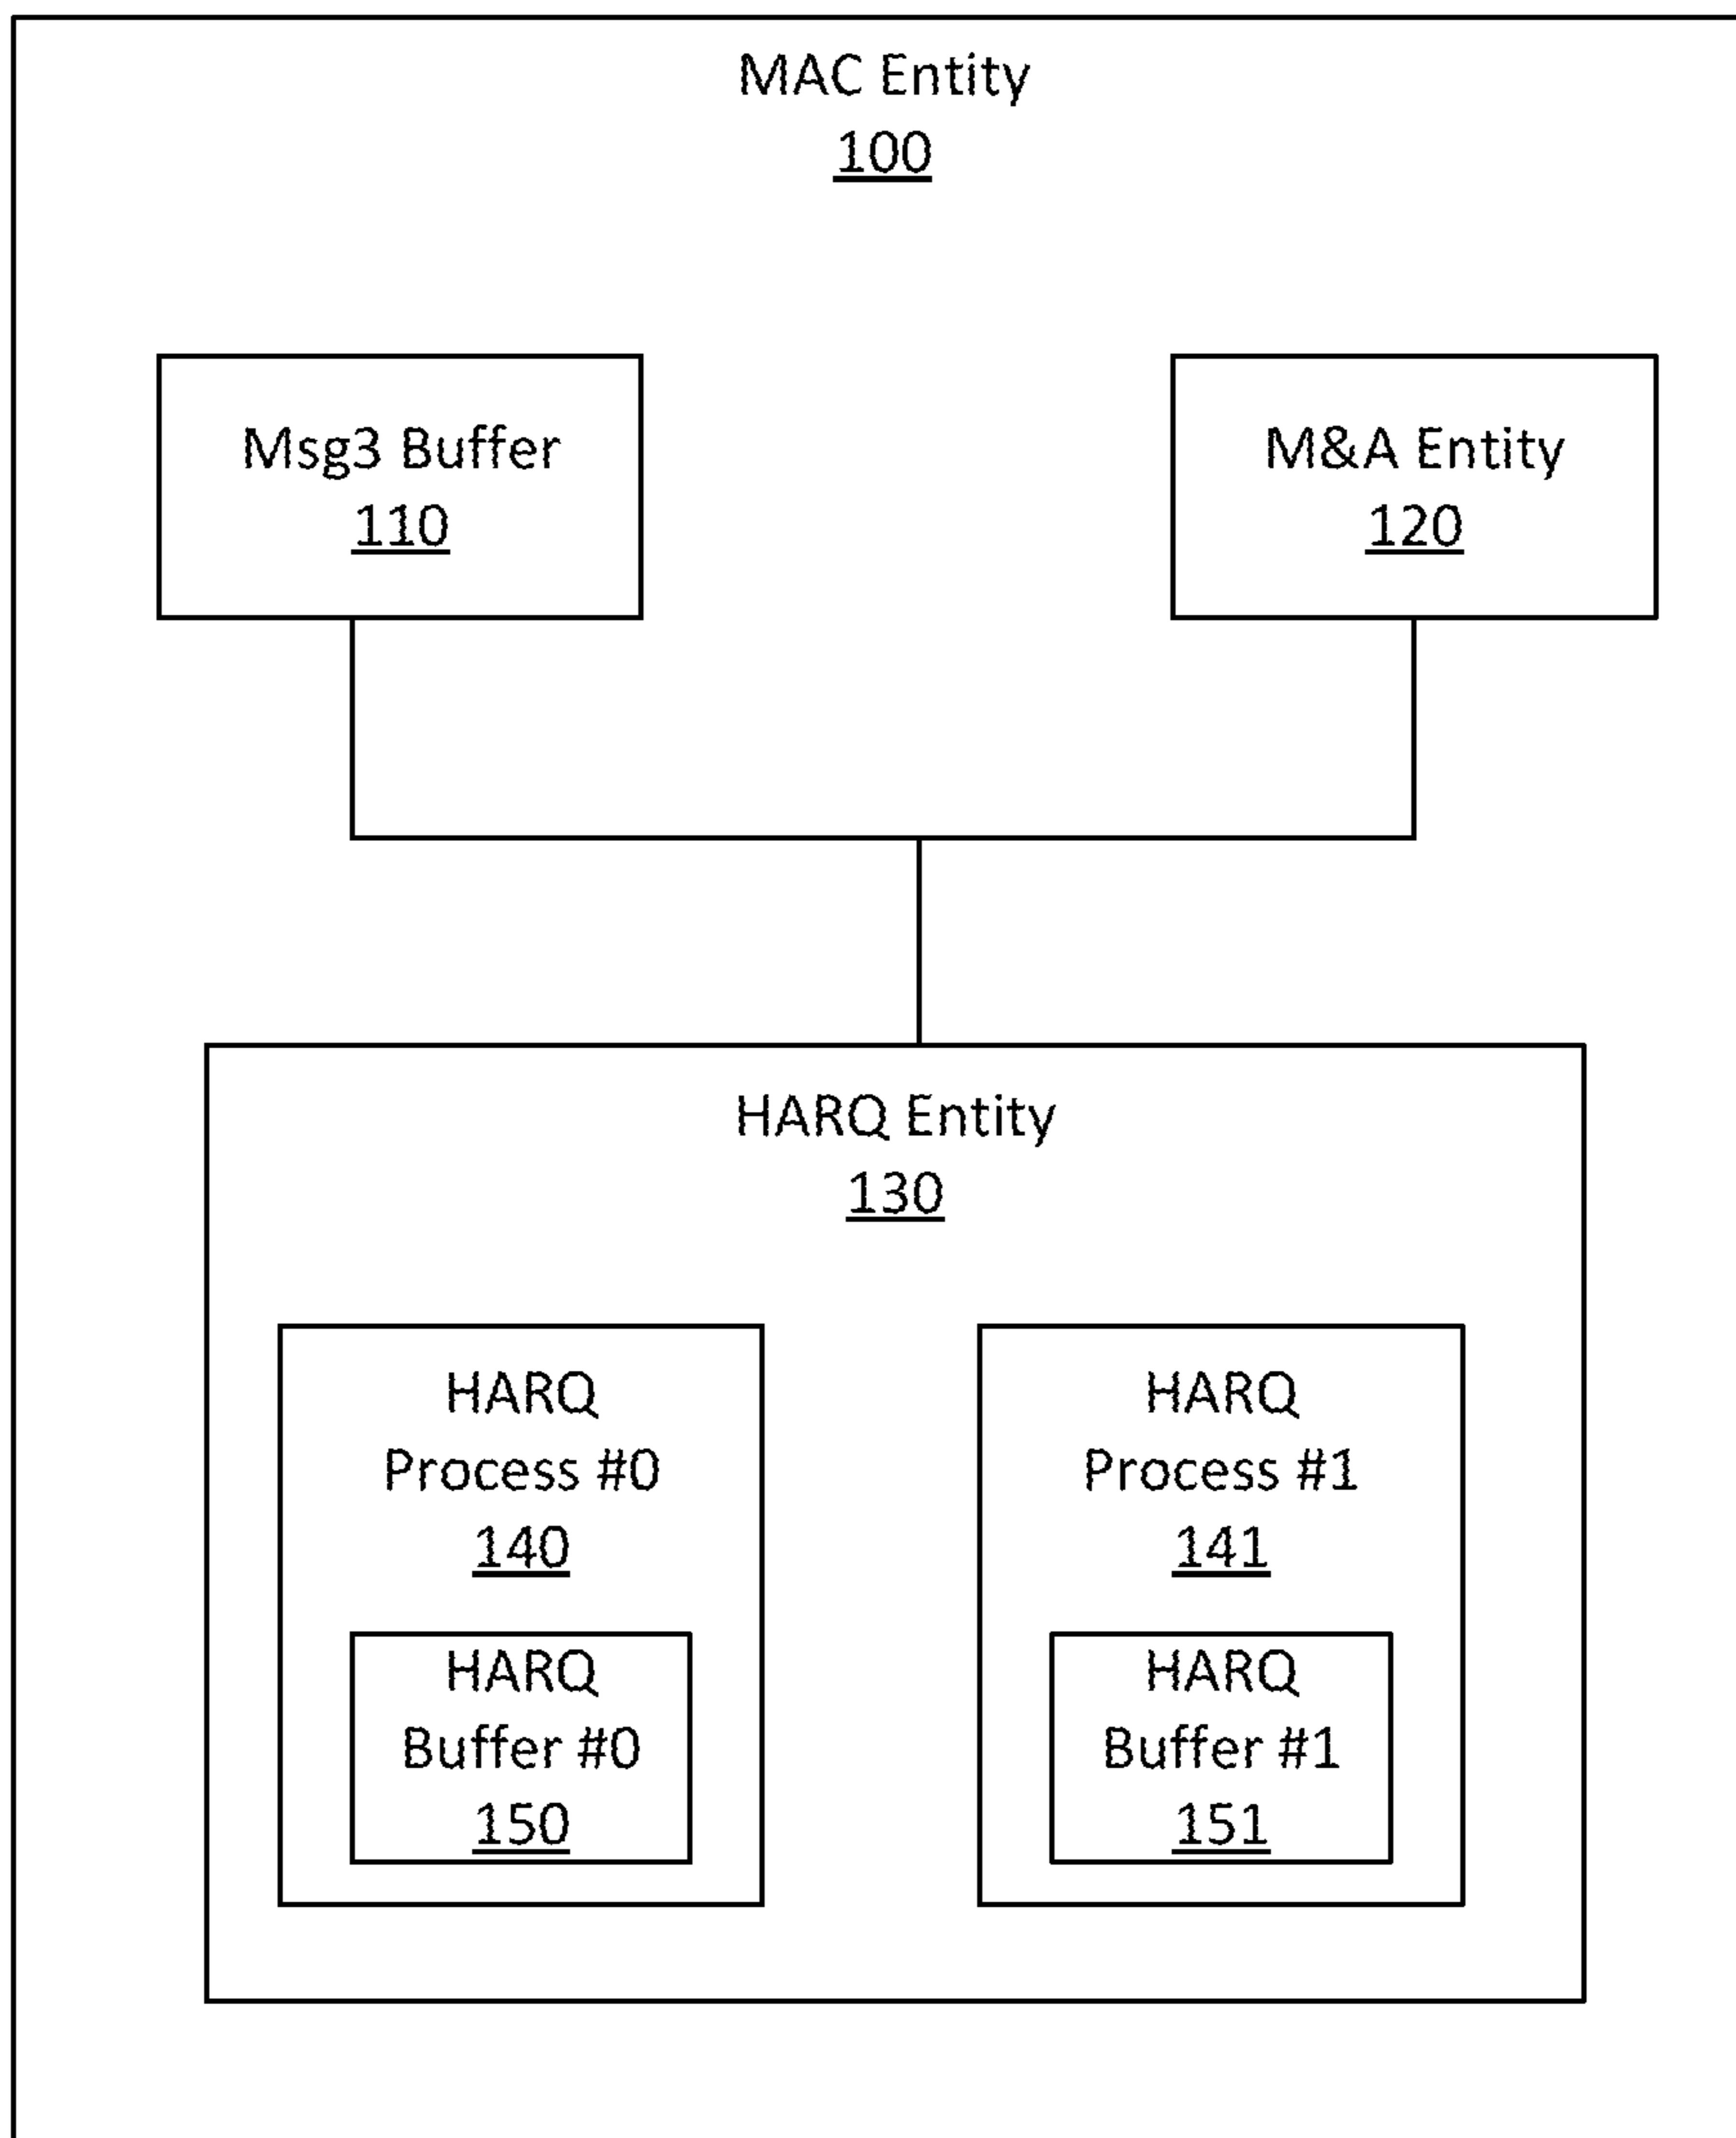 MAC Entity
100
Msg3 Buffer
110
M&A Entity
120
HARQ Entity
130
HARQ
Process #0
140
HARQ
Buffer #0
150
HARQ
Process #1
141
HARQ
Buffer #1
151